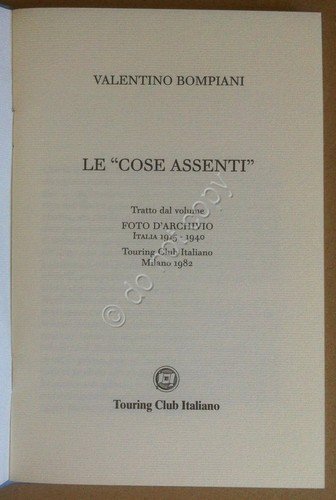 VALENTINO BOMPIANI
LE “COSE ASSENTI”
Tratto dal volume
FOTO D'ARCHIVIO
ITALIA 1915 - 1940
Touring Club Italiano
Milano 1982
Touring Club Italiano